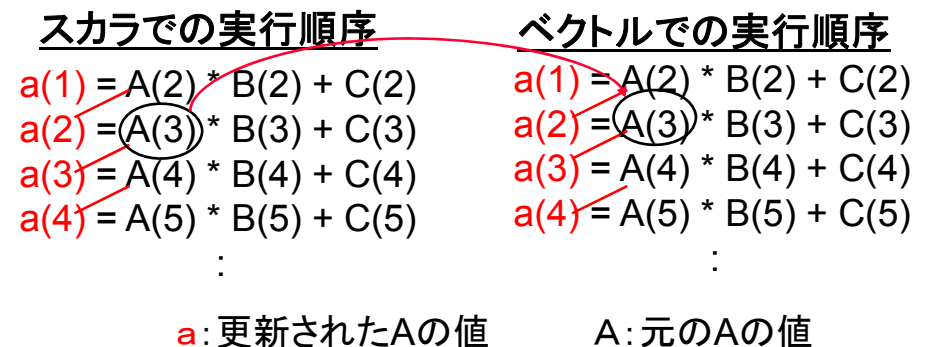 スカラでの実行順序
a(1) = A(2) * B(2) + C(2)
a(2) = A(3) * B(3) + C(3)
a(3) = A(4) * B(4) + C(4)
a(4) = A(5) * B(5) + C(5)
:
ベクトルでの実行順序
a(1) = A(2) * B(2) + C(2)
a(2) = A(3) * B(3) + C(3)
a(3) = A(4) * B(4) + C(4)
a(4) = A(5) * B(5) + C(5)
:
a:更新されたAの値
A:元のAの値